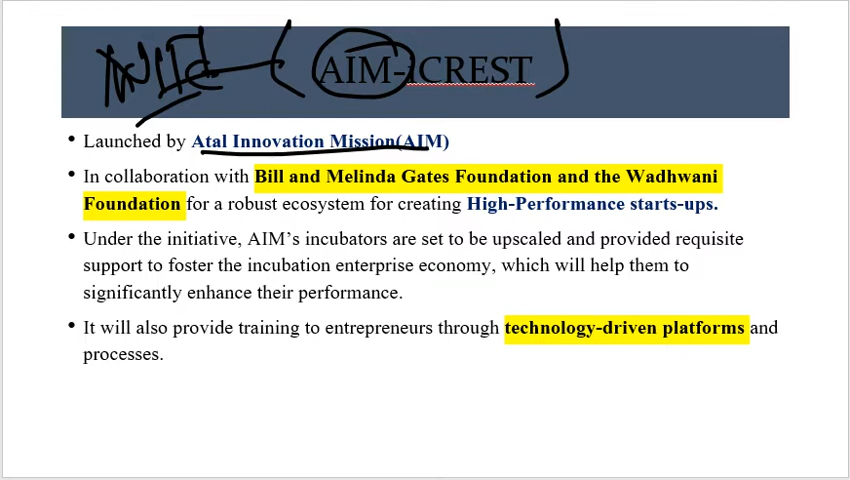 (AIM-iCREST)
• Launched by Atal Innovation Mission(AIM)
• In collaboration with Bill and Melinda Gates Foundation and the Wadhwani
Foundation for a robust ecosystem for creating High-Performance starts-ups.
• Under the initiative, AIM's incubators are set to be upscaled and provided requisite
support to foster the incubation enterprise economy, which will help them to
significantly enhance their performance.
• It will also provide training to entrepreneurs through technology-driven platforms and
processes.